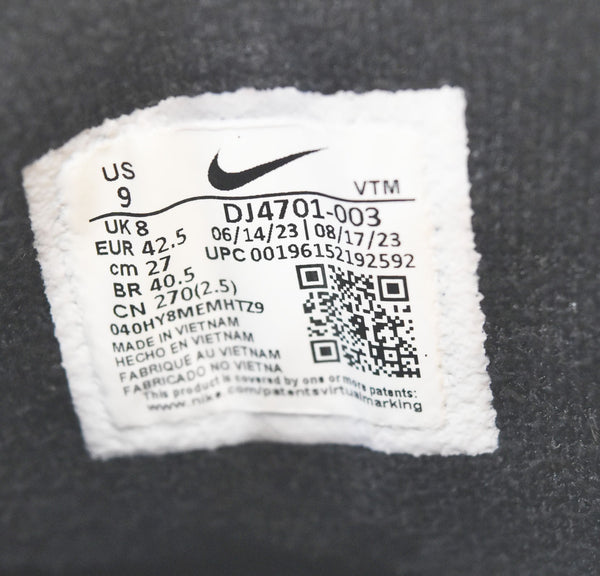 US
9
VTM
UK 8
EUR 42.5
cm 27
BR 40.5
CN 270(2.5)
DJ4701-003
06/14/23 | 08/17/23
UPC 00196152192592
040HY8MEMHTZ9
MADE IN VIETNAM
HECHO EN VIETNAM
FABRIQUE AU VIETNAM
FABRICADO NO VIETNA
This product is covered by one or more patents:
www.nike.com/patentsvirtualmarking